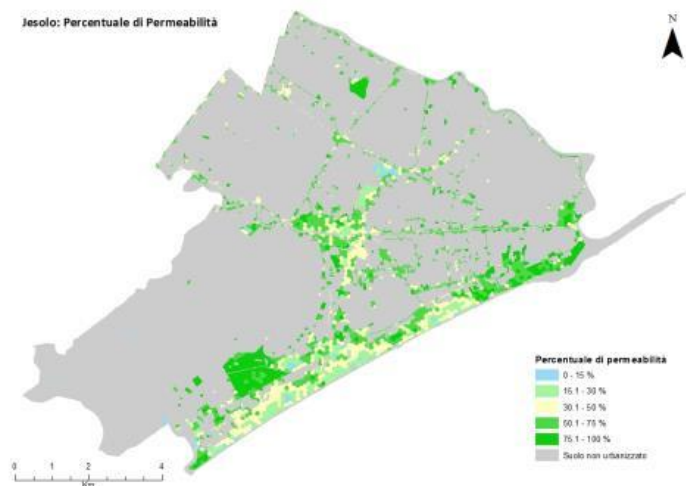 Jesolo: Percentuale di Permeabilità
N
Percentuale di permeabilità
0 - 15 %
15.1 - 30 %
30.1 - 50 %
50.1 - 75 %
75.1 - 100 %
Suolo non urbanizzato
0 1 2 4
Km